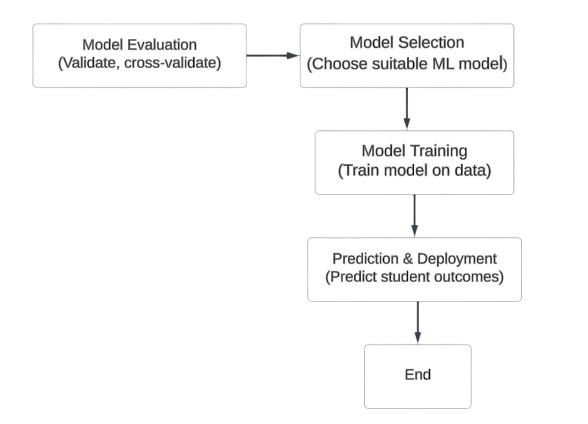 Model Evaluation
(Validate, cross-validate)
Model Selection
(Choose suitable ML model)
Model Training
(Train model on data)
Prediction & Deployment
(Predict student outcomes)
End